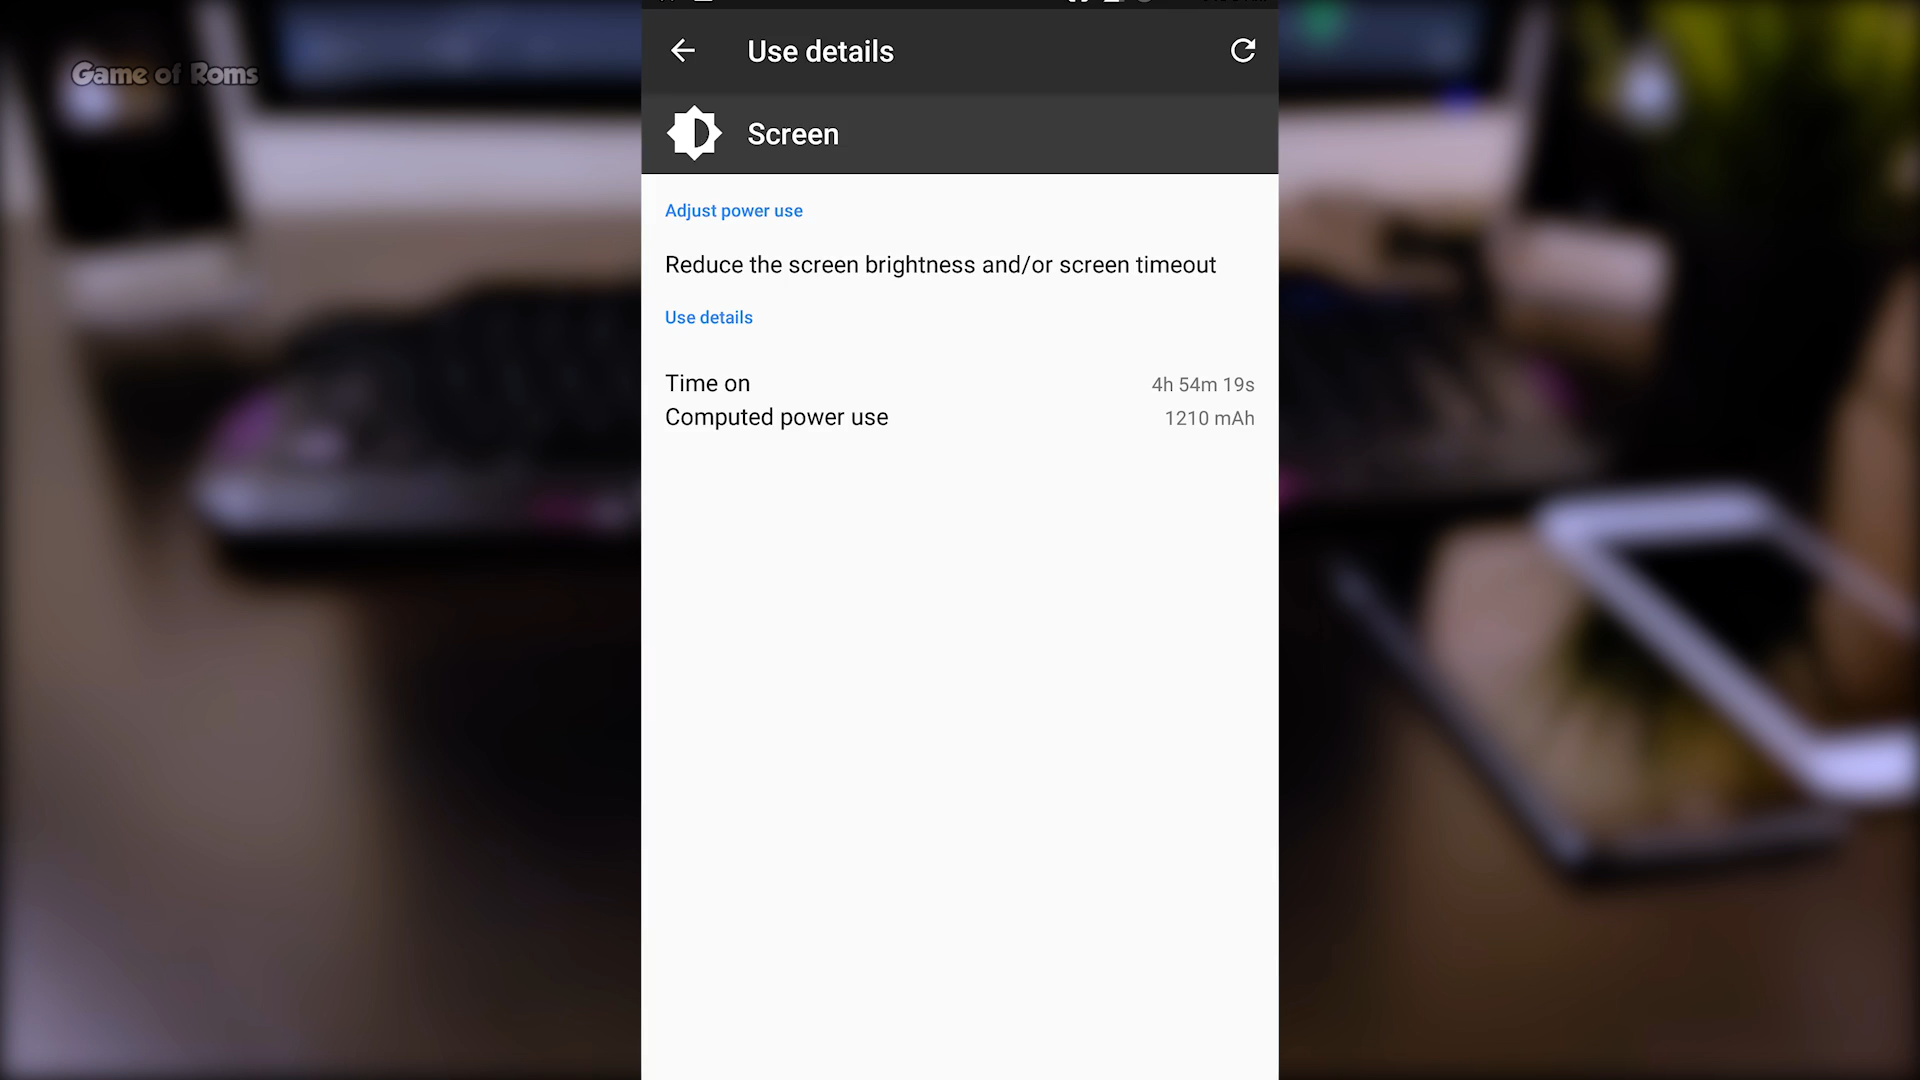 Game of Roms
Use details
Screen
Adjust power use
Reduce the screen brightness and/or screen timeout
Use details
Time on 4h 54m 19s
Computed power use 1210 mAh